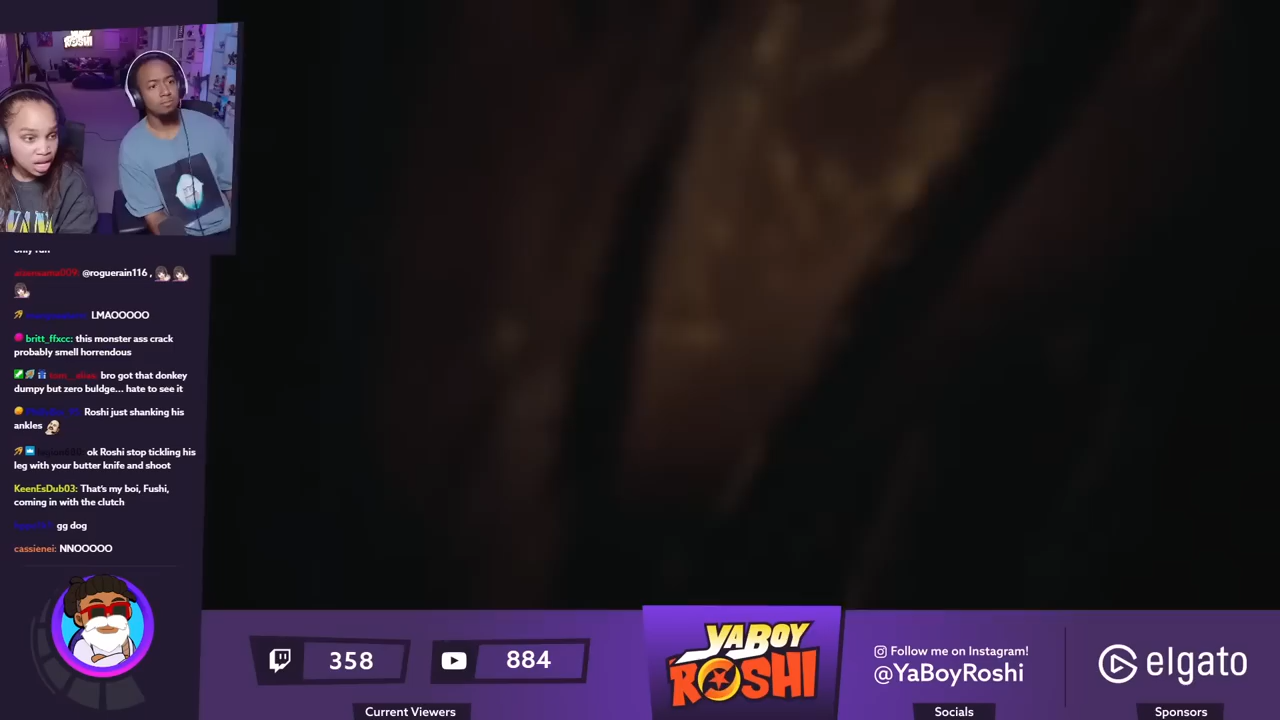 YABOY
ROSHI
@roguerain116 ,
LMAOOOOO
britt_ffxcc: this monster ass crack
probably smell horrendous
bro got that donkey
dumpy but zero buldge... hate to see it
Roshi just shanking his
ankles
ok Roshi stop tickling his
leg with your butter knife and shoot
KeenEsDub03: That's my boi, Fushi,
coming in with the clutch
gg dog
cassienei: NNOOOOO
358
884
Current Viewers
YABOY
ROSHI
Follow me on Instagram!
@YaBoyRoshi
Socials
elgato
Sponsors